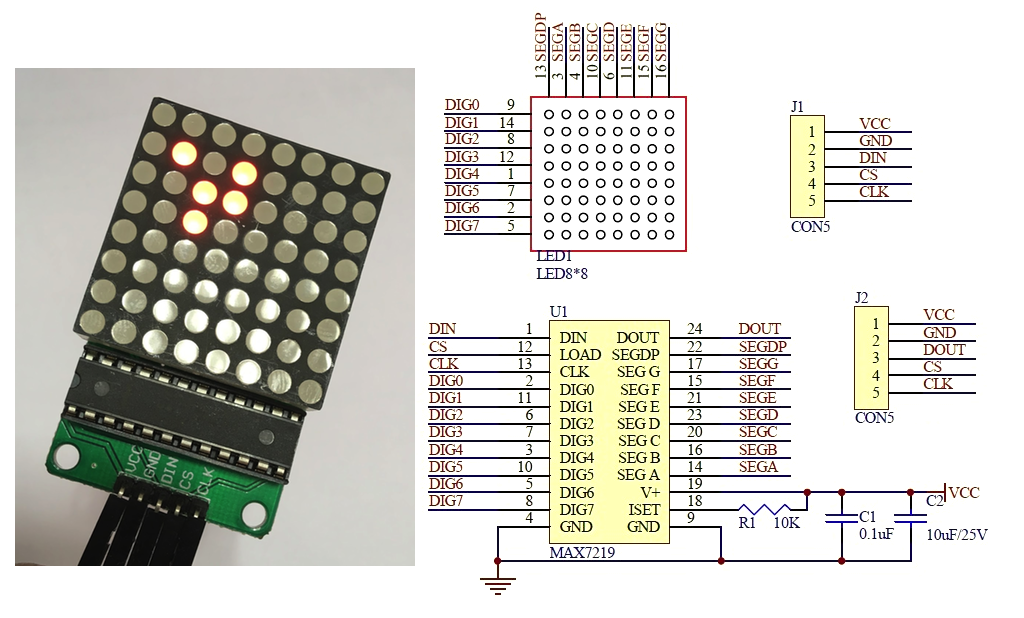 VCC
GND
DIN
CS
CLK
13 SEGDP
3 SEGA
4 SEGB
10 SEGC
6 SEGD
11 SEGE
15 SEGF
16 SEGG
DIG0 9
DIG1 14
DIG2 8
DIG3 12
DIG4 1
DIG5 7
DIG6 2
DIG7 5
LED1
LED8*8
J1
1 VCC
2 GND
3 DIN
4 CS
5 CLK
CON5
U1
DIN 1 DIN DOUT 24 DOUT
CS 12 LOAD SEGDP 22 SEGDP
CLK 13 CLK SEG G 17 SEGG
DIG0 2 DIG0 SEG F 15 SEGF
DIG1 11 DIG1 SEG E 21 SEGE
DIG2 6 DIG2 SEG D 23 SEGD
DIG3 7 DIG3 SEG C 20 SEGC
DIG4 3 DIG4 SEG B 16 SEGB
DIG5 10 DIG5 SEG A 14 SEGA
DIG6 5 DIG6 V+ 19 VCC
DIG7 8 DIG7 ISET 18
4 GND GND 9
MAX7219
R1 10K
C1
0.1uF
C2
10uF/25V
J2
1 VCC
2 GND
3 DOUT
4 CS
5 CLK
CON5